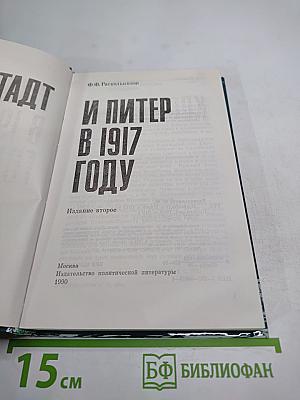 ТАДТ
Ф.Ф. Раскольников
И ПИТЕР
В 1917
ГОДУ
Издание второе
Москва
Издательство политической литературы
1990
15 см
БФ БИБЛИОФАН